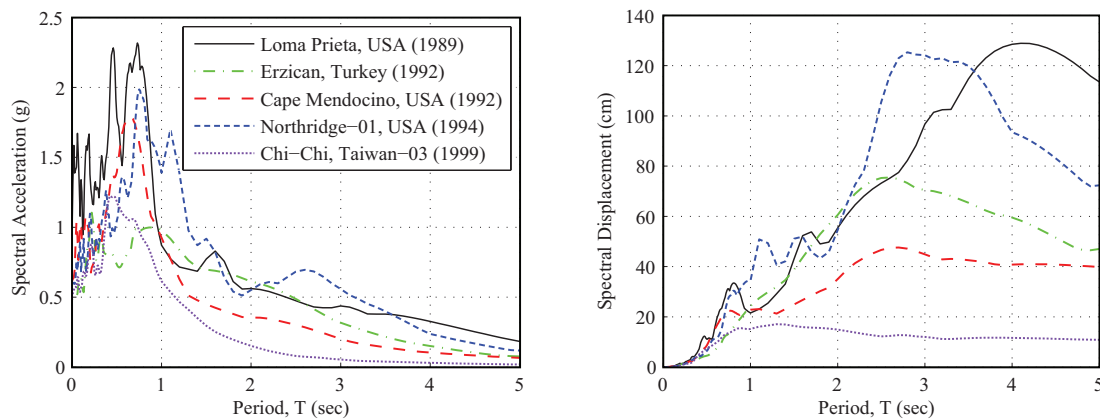 2.5
2
1.5
1
0.5
0
Spectral Acceleration (g)
Loma Prieta, USA (1989)
Erzican, Turkey (1992)
Cape Mendocino, USA (1992)
Northridge−01, USA (1994)
Chi−Chi, Taiwan−03 (1999)
0 1 2 3 4 5
Period, T (sec)
140
120
100
80
60
40
20
0
Spectral Displacement (cm)
0 1 2 3 4 5
Period, T (sec)